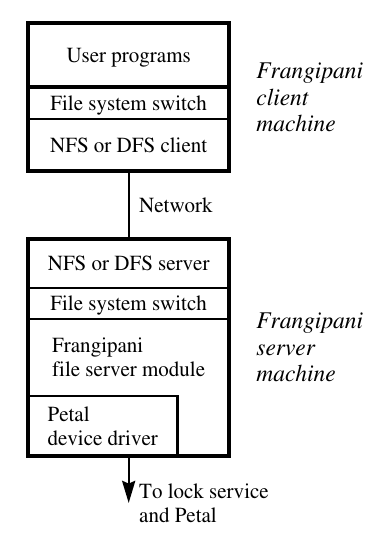 User programs
File system switch
NFS or DFS client
Frangipani
client
machine
Network
NFS or DFS server
File system switch
Frangipani
file server module
Petal
device driver
Frangipani
server
machine
To lock service
and Petal